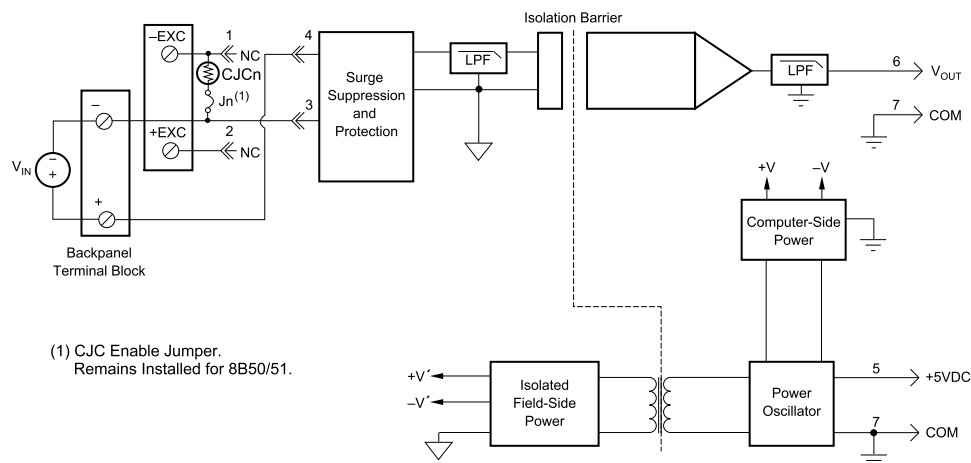 Isolation Barrier
–EXC
1
NC
CJCn
Jn(1)
4
3
Surge
Suppression
and
Protection
LPF
LPF
6
VOUT
7
COM
–
+EXC
2
NC
VIN
–
+
+
Backpanel
Terminal Block
+V
–V
Computer-Side
Power
(1) CJC Enable Jumper.
Remains Installed for 8B50/51.
+V´
–V´
Isolated
Field-Side
Power
Power
Oscillator
5
+5VDC
7
COM